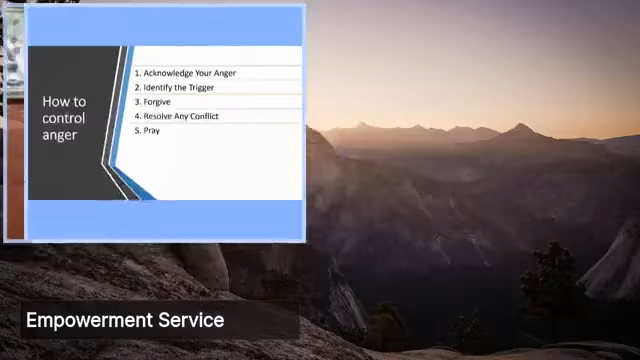 How to
control
anger
1. Acknowledge Your Anger
2. Identify the Trigger
3. Forgive
4. Resolve Any Conflict
5. Pray
Empowerment Service